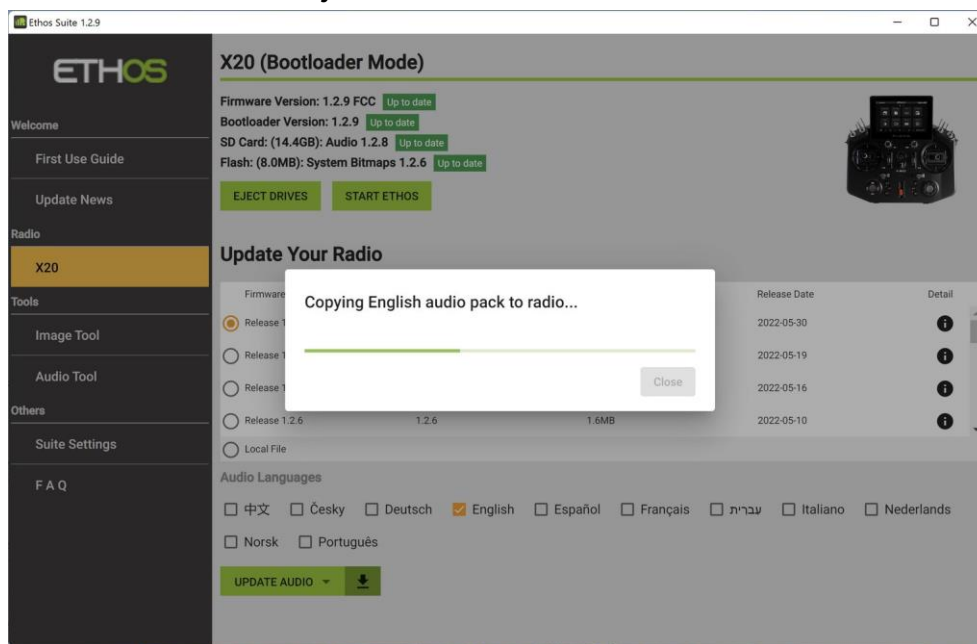 Ethos Suite 1.2.9
ETHOS
Welcome
First Use Guide
Update News
Radio
X20
Tools
Image Tool
Audio Tool
Others
Suite Settings
F A Q
X20 (Bootloader Mode)
Firmware Version: 1.2.9 FCC Up to date
Bootloader Version: 1.2.9 Up to date
SD Card: (14.4GB): Audio 1.2.8 Up to date
Flash: (8.0MB): System Bitmaps 1.2.6 Up to date
EJECT DRIVES START ETHOS
Update Your Radio
Firmware Release Date Detail
Release 2022-05-30
Release 2022-05-19
Release 2022-05-16
Release 1.2.6 1.2.6 1.6MB 2022-05-10
Local File
Copying English audio pack to radio...
Close
Audio Languages
中文 Česky Deutsch English Español Français עברית Italiano Nederlands
Norsk Português
UPDATE AUDIO